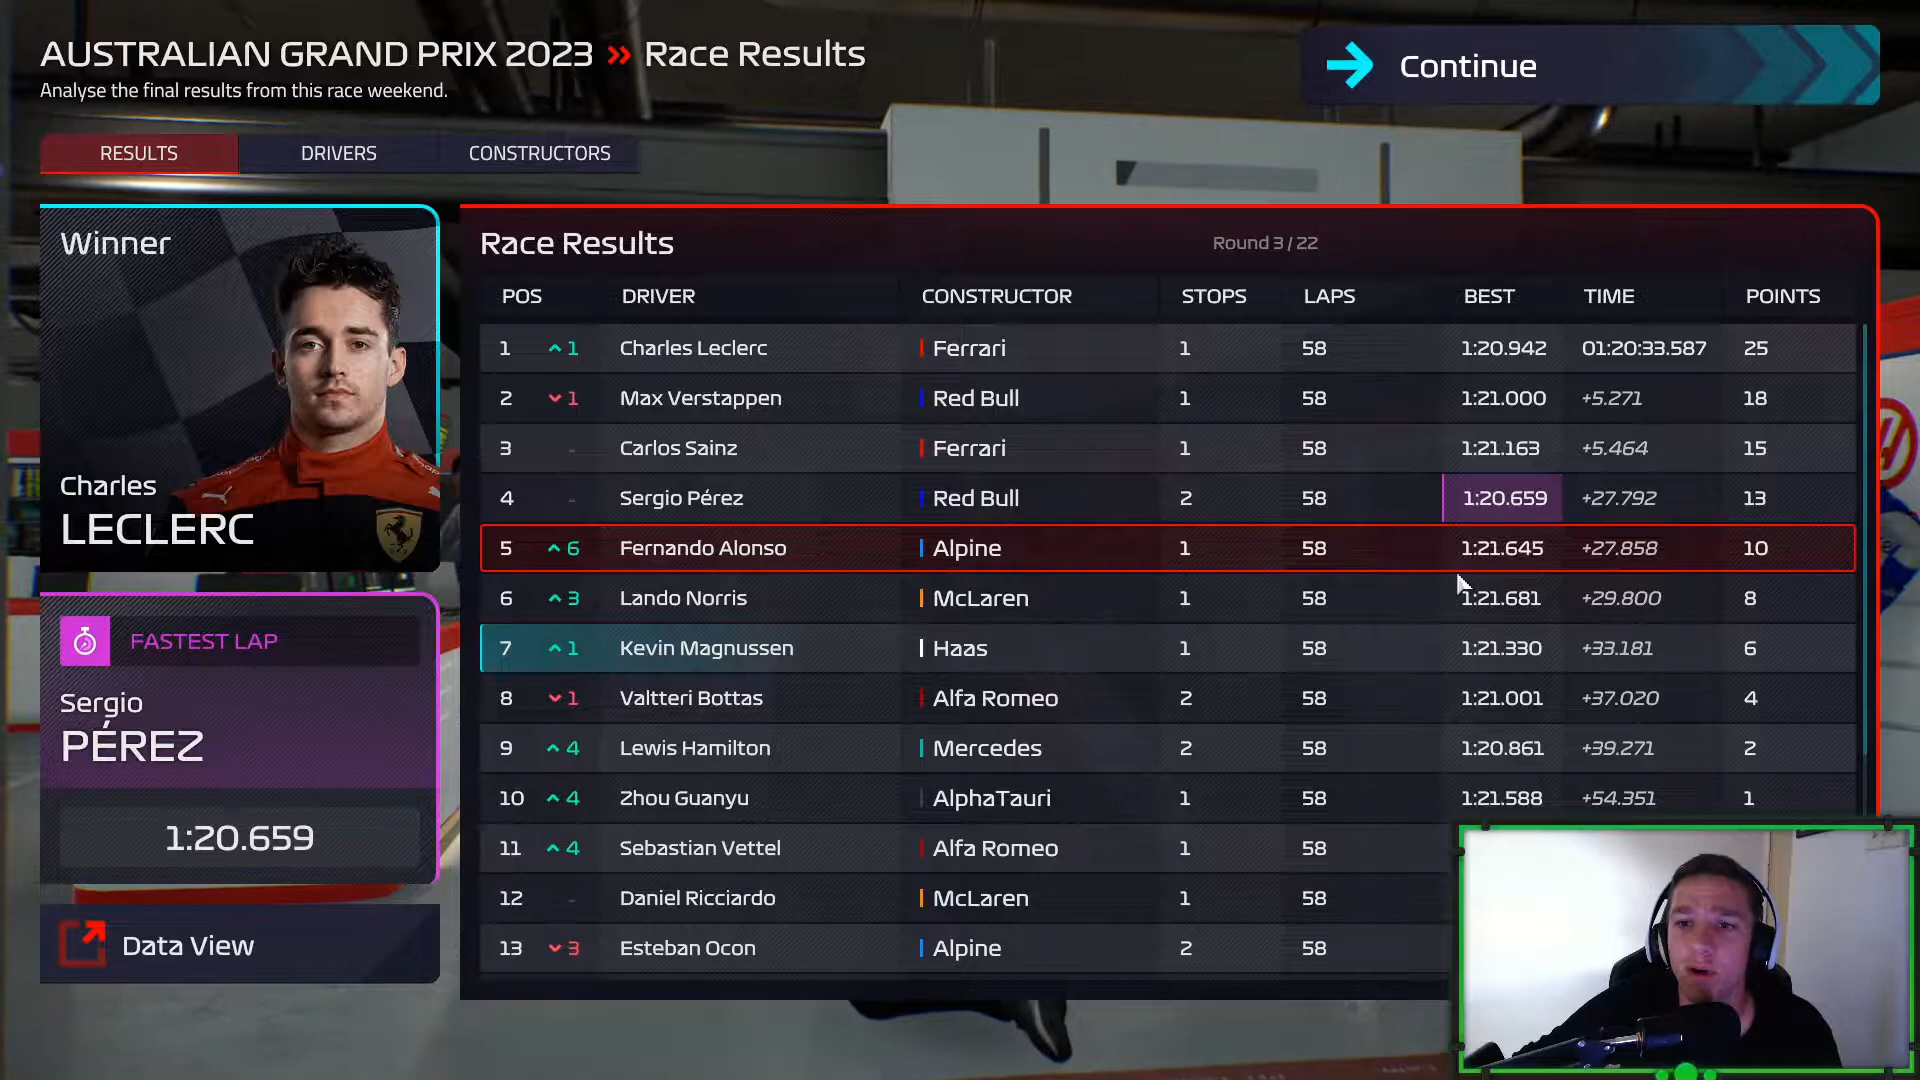 AUSTRALIAN GRAND PRIX 2023 » Race Results
Analyse the final results from this race weekend.
Continue
RESULTS DRIVERS CONSTRUCTORS
Winner
Charles
LECLERC
FASTEST LAP
Sergio
PÉREZ
1:20.659
Data View
Race Results Round 3 / 22
POS DRIVER CONSTRUCTOR STOPS LAPS BEST TIME POINTS
1 1 Charles Leclerc Ferrari 1 58 1:20.942 01:20:33.587 25
2 1 Max Verstappen Red Bull 1 58 1:21.000 +5.271 18
3 - Carlos Sainz Ferrari 1 58 1:21.163 +5.464 15
4 - Sergio Pérez Red Bull 2 58 1:20.659 +27.792 13
5 6 Fernando Alonso Alpine 1 58 1:21.645 +27.858 10
6 3 Lando Norris McLaren 1 58 1:21.681 +29.800 8
7 1 Kevin Magnussen Haas 1 58 1:21.330 +33.181 6
8 1 Valtteri Bottas Alfa Romeo 2 58 1:21.001 +37.020 4
9 4 Lewis Hamilton Mercedes 2 58 1:20.861 +39.271 2
10 4 Zhou Guanyu AlphaTauri 1 58 1:21.588 +54.351 1
11 4 Sebastian Vettel Alfa Romeo 1 58
12 - Daniel Ricciardo McLaren 1 58
13 3 Esteban Ocon Alpine 2 58